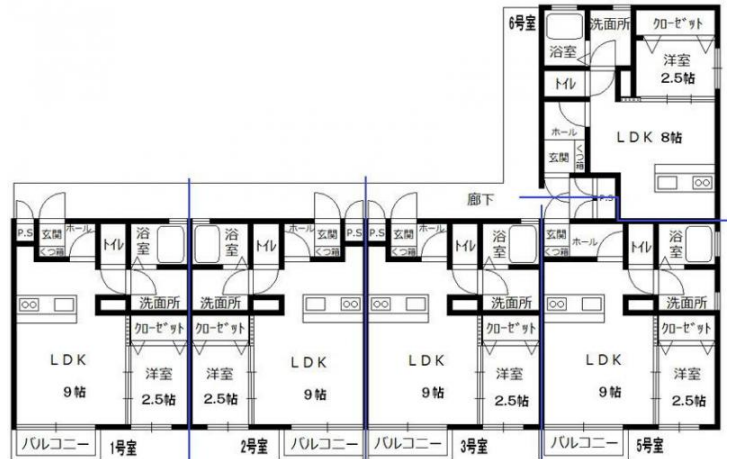 6号室
浴室
洗面所
クローゼット
洋室
2.5帖
トイレ
ホール
玄関
くつ箱
LDK 8帖
P.S
廊下
P.S
玄関
くつ箱
ホール
トイレ
浴室
洗面所
クローゼット
LDK
9帖
洋室
2.5帖
バルコニー
1号室
浴室
トイレ
ホール
玄関
くつ箱
P.S
洗面所
クローゼット
洋室
2.5帖
LDK
9帖
2号室
バルコニー
P.S
玄関
くつ箱
ホール
トイレ
浴室
洗面所
クローゼット
LDK
9帖
洋室
2.5帖
バルコニー
3号室
玄関
くつ箱
ホール
トイレ
浴室
洗面所
クローゼット
LDK
9帖
洋室
2.5帖
バルコニー
5号室